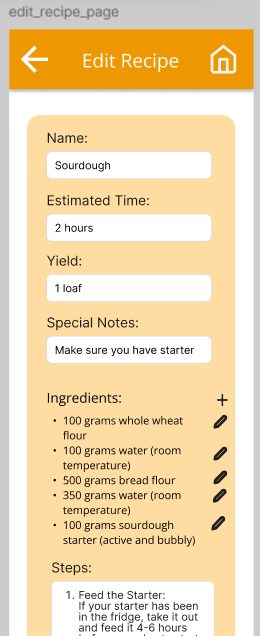 edit_recipe_page
Edit Recipe
Name:
Sourdough
Estimated Time:
2 hours
Yield:
1 loaf
Special Notes:
Make sure you have starter
Ingredients: +
• 100 grams whole wheat
flour
• 100 grams water (room
temperature)
• 500 grams bread flour
• 350 grams water (room
temperature)
• 100 grams sourdough
starter (active and bubbly)
Steps:
1. Feed the Starter:
If your starter has been
in the fridge, take it out
and feed it 4-6 hours